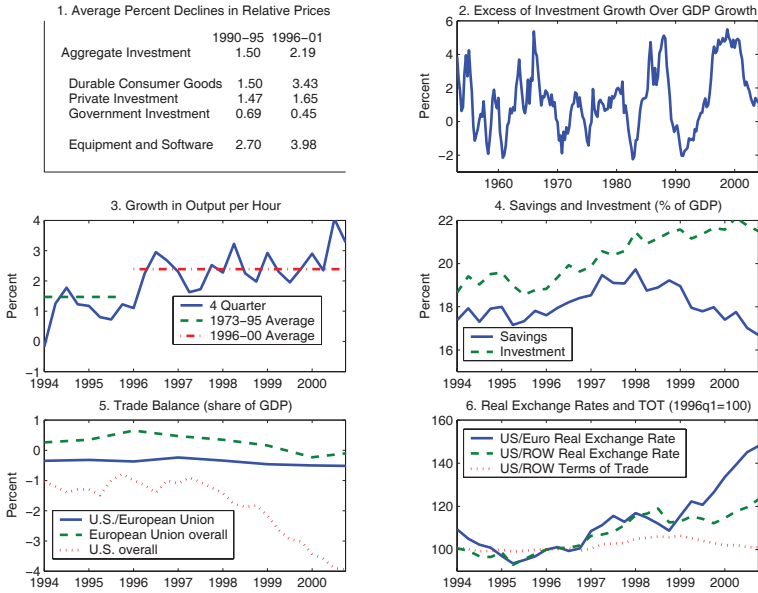 1. Average Percent Declines in Relative Prices
1990−95 1996−01
Aggregate Investment 1.50 2.19
Durable Consumer Goods 1.50 3.43
Private Investment 1.47 1.65
Government Investment 0.69 0.45
Equipment and Software 2.70 3.98
2. Excess of Investment Growth Over GDP Growth
Percent
6
4
2
0
−2
1960 1970 1980 1990 2000
3. Growth in Output per Hour
Percent
4
3
2
1
0
−1
4 Quarter
1973−95 Average
1996−00 Average
1994 1995 1996 1997 1998 1999 2000
4. Savings and Investment (% of GDP)
Percent
22
20
18
16
14
Savings
Investment
1994 1995 1996 1997 1998 1999 2000
5. Trade Balance (share of GDP)
Percent
1
0
−1
−2
−3
−4
U.S./European Union
European Union overall
U.S. overall
1994 1995 1996 1997 1998 1999 2000
6. Real Exchange Rates and TOT (1996q1=100)
160
140
120
100
US/Euro Real Exchange Rate
US/ROW Real Exchange Rate
US/ROW Terms of Trade
1994 1995 1996 1997 1998 1999 2000